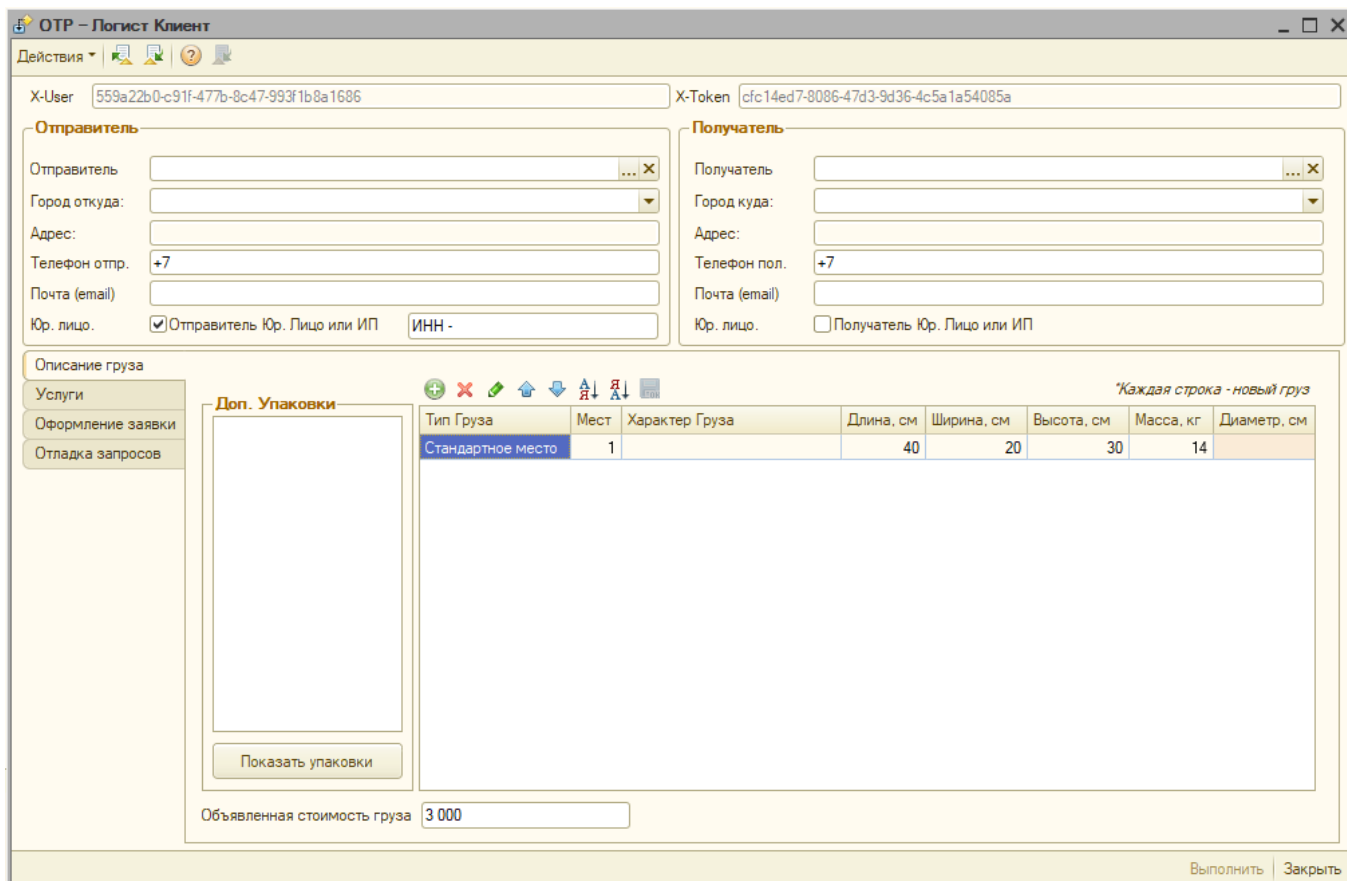 ОТР – Логист Клиент
Действия
X-User 559a22b0-c91f-477b-8c47-993f1b8a1686 X-Token cfc14ed7-8086-47d3-9d36-4c5a1a54085a
Отправитель
Отправитель ...
Город откуда:
Адрес:
Телефон отпр. +7
Почта (email)
Юр. лицо. Отправитель Юр. Лицо или ИП ИНН -
Получатель
Получатель ...
Город куда:
Адрес:
Телефон пол. +7
Почта (email)
Юр. лицо. Получатель Юр. Лицо или ИП
Описание груза
Услуги
Оформление заявки
Отладка запросов
Доп. Упаковки
Показать упаковки
*Каждая строка - новый груз
Тип Груза Мест Характер Груза Длина, см Ширина, см Высота, см Масса, кг Диаметр, см
Стандартное место 1 40 20 30 14
Объявленная стоимость груза 3 000
Выполнить Закрыть